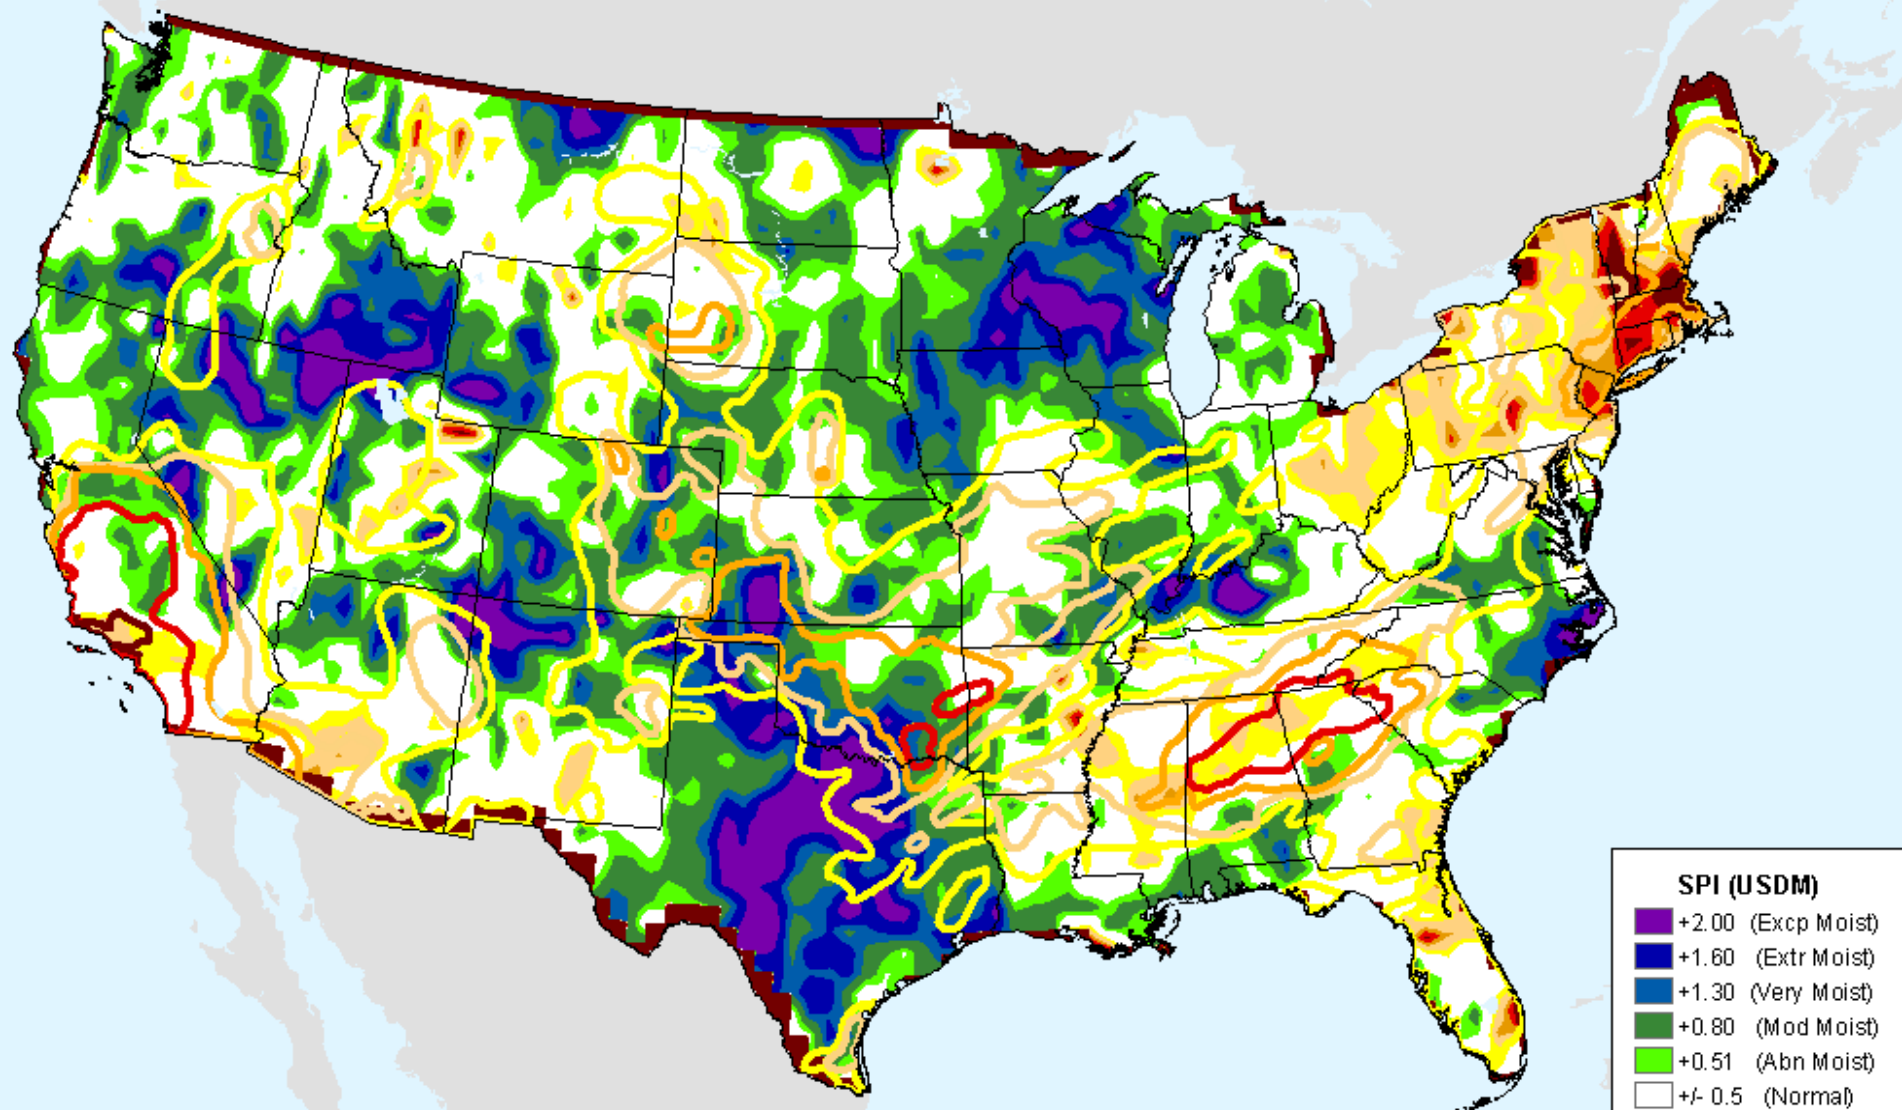 SPI (USDM)
+2.00 (Excp Moist)
+1.60 (Extr Moist)
+1.30 (Very Moist)
+0.80 (Mod Moist)
+0.51 (Abn Moist)
+/- 0.5 (Normal)